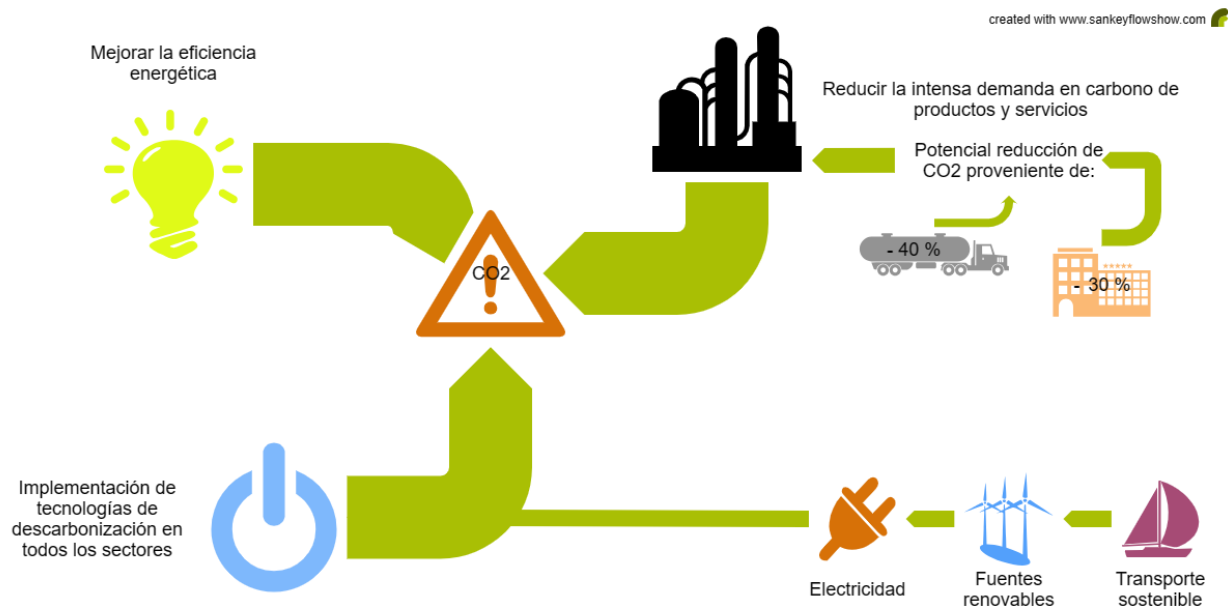 created with www.sankeyflowshow.com
Mejorar la eficiencia
energética
Reducir la intensa demanda en carbono de
productos y servicios
Potencial reducción de
CO2 proveniente de:
- 40 %
- 30 %
CO2
Implementación de
tecnologías de
descarbonización en
todos los sectores
Electricidad
Fuentes
renovables
Transporte
sostenible